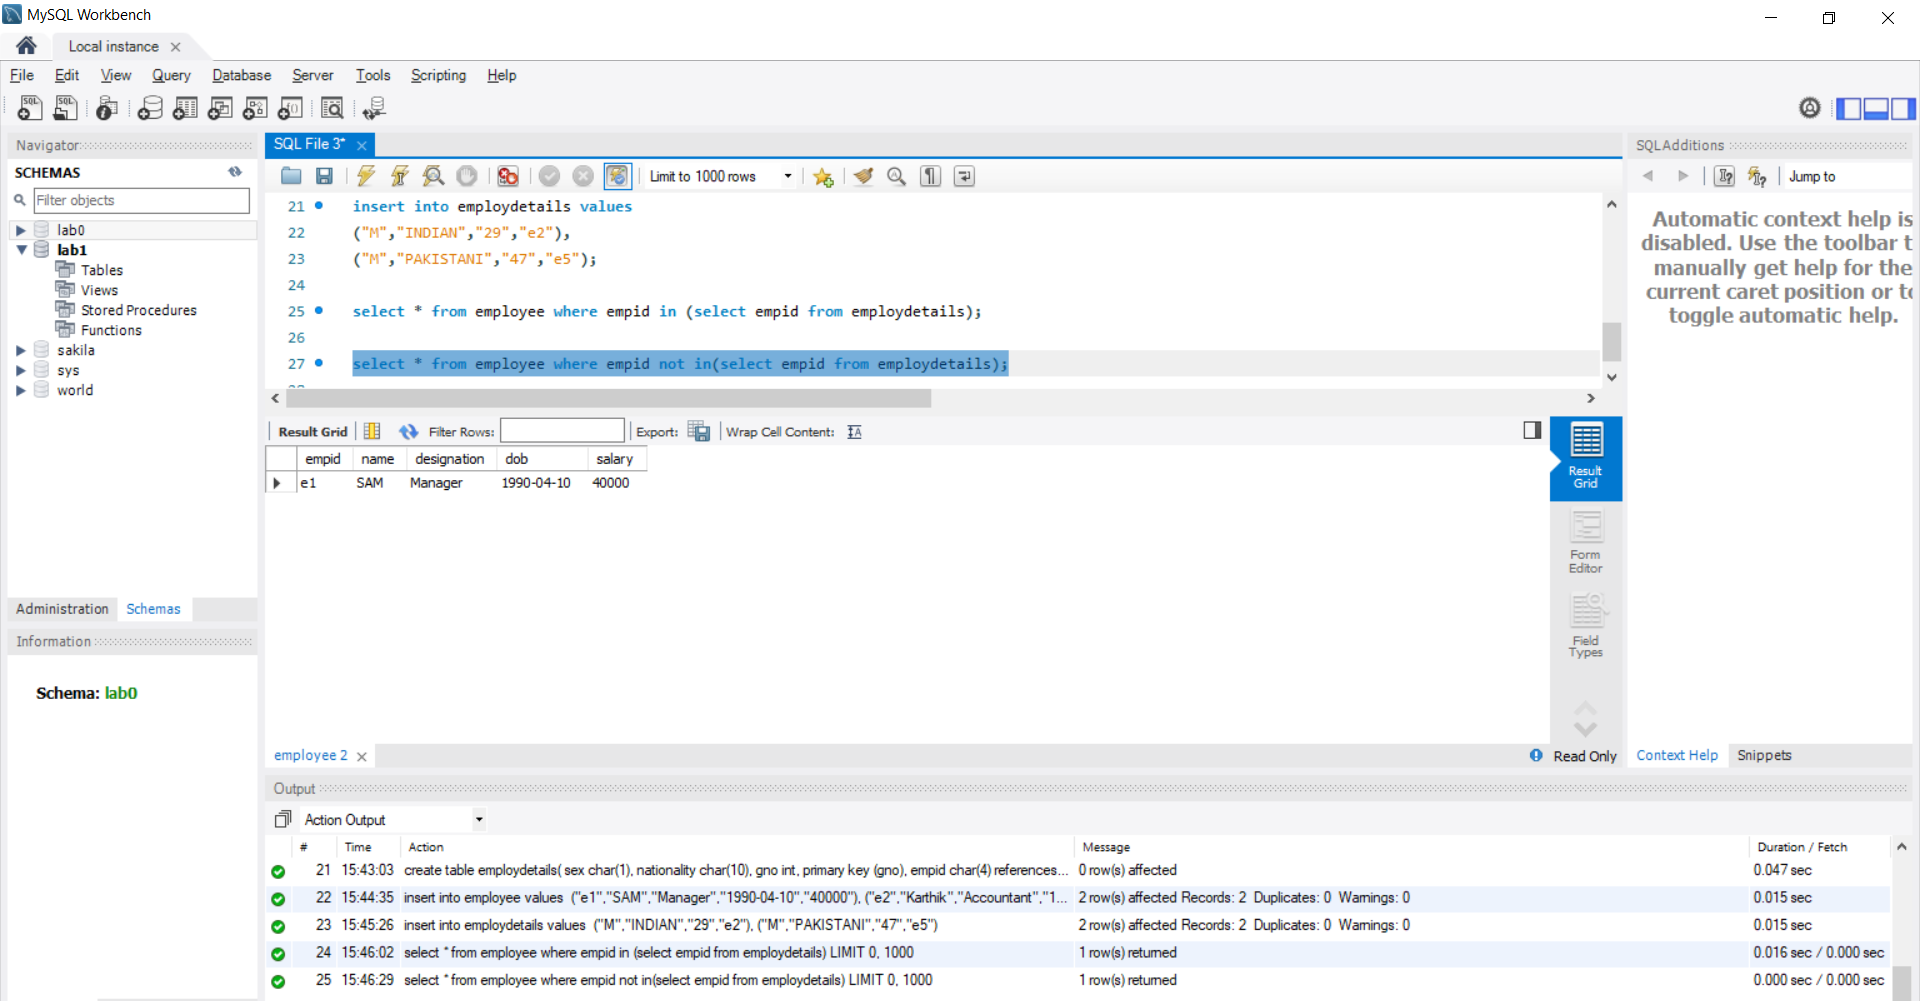 MySQL Workbench
Local instance
File Edit View Query Database Server Tools Scripting Help
Navigator
SCHEMAS
Filter objects
lab0
lab1
Tables
Views
Stored Procedures
Functions
sakila
sys
world
Administration Schemas
Information
Schema: lab0
SQL File 3*
Limit to 1000 rows
21 insert into employdetails values
22 ("M","INDIAN","29","e2"),
23 ("M","PAKISTANI","47","e5");
24
25 select * from employee where empid in (select empid from employdetails);
26
27 select * from employee where empid not in(select empid from employdetails);
Result Grid Filter Rows: Export: Wrap Cell Content:
empid name designation dob salary
e1 SAM Manager 1990-04-10 40000
Result
Grid
Form
Editor
Field
Types
employee 2
Read Only
SQLAdditions
Jump to
Automatic context help is
disabled. Use the toolbar t
manually get help for the
current caret position or to
toggle automatic help.
Context Help Snippets
Output
Action Output
# Time Action Message Duration / Fetch
21 15:43:03 create table employdetails( sex char(1), nationality char(10), gno int, primary key (gno), empid char(4) references... 0 row(s) affected 0.047 sec
22 15:44:35 insert into employee values ("e1","SAM","Manager","1990-04-10","40000"), ("e2","Karthik","Accountant","1... 2 row(s) affected Records: 2 Duplicates: 0 Warnings: 0 0.015 sec
23 15:45:26 insert into employdetails values ("M","INDIAN","29","e2"), ("M","PAKISTANI","47","e5") 2 row(s) affected Records: 2 Duplicates: 0 Warnings: 0 0.015 sec
24 15:46:02 select * from employee where empid in (select empid from employdetails) LIMIT 0, 1000 1 row(s) returned 0.016 sec / 0.000 sec
25 15:46:29 select * from employee where empid not in(select empid from employdetails) LIMIT 0, 1000 1 row(s) returned 0.000 sec / 0.000 sec